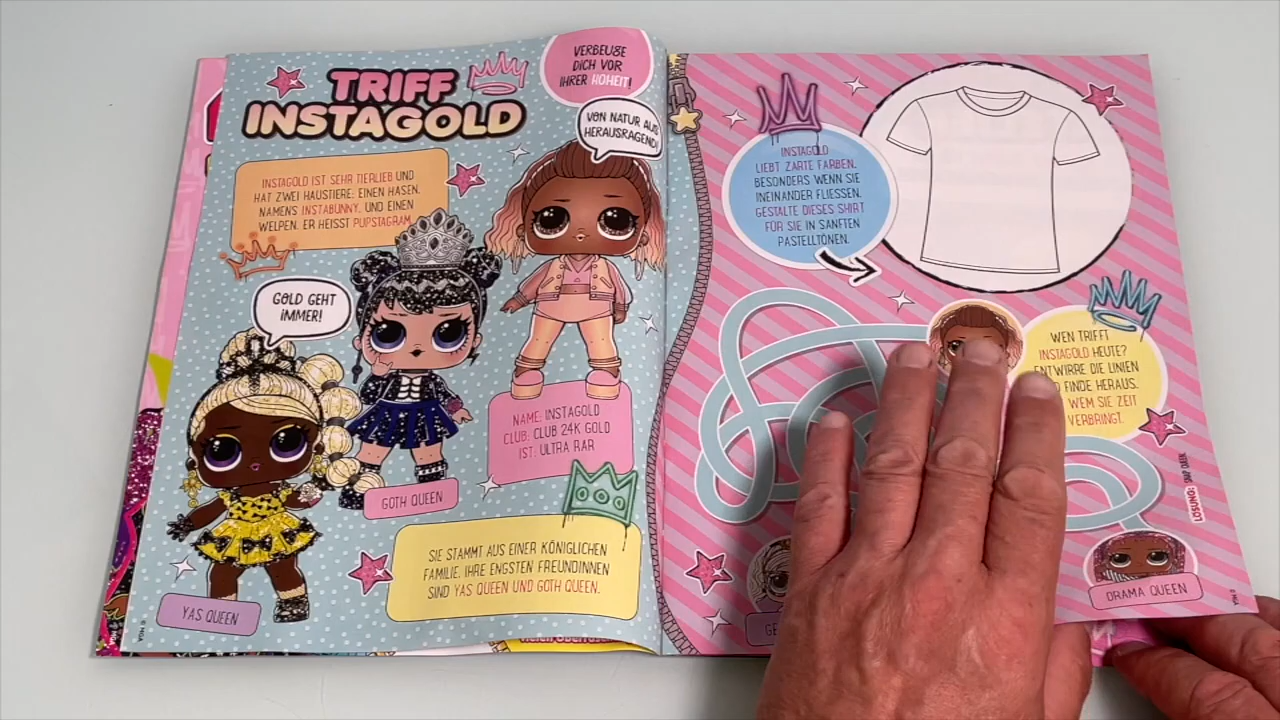 TRIFF
INSTAGOLD
VERBEUGE
DICH VOR
IHRER HOHEIT!
VON NATUR AUS
HERAUSRAGEND!
INSTAGOLD IST SEHR TIERLIEB UND
HAT ZWEI HAUSTIERE: EINEN HASEN,
NAMENS INSTABUNNY, UND EINEN
WELPEN. ER HEISST PUPSTAGRAM.
GOLD GEHT
IMMER!
NAME: INSTAGOLD
CLUB: CLUB 24K GOLD
IST: ULTRA RAR
GOTH QUEEN
SIE STAMMT AUS EINER KÖNIGLICHEN
FAMILIE. IHRE ENGSTEN FREUNDINNEN
SIND YAS QUEEN UND GOTH QUEEN.
YAS QUEEN
© MGA
INSTAGOLD
LIEBT ZARTE FARBEN.
BESONDERS WENN SIE
INEINANDER FLIESSEN.
GESTALTE DIESES SHIRT
FÜR SIE IN SANFTEN
PASTELLTÖNEN.
WEN TRIFFT
INSTAGOLD HEUTE?
ENTWIRRE DIE LINIEN
D FINDE HERAUS,
WEM SIE ZEIT
VERBRINGT.
LÖSUNG:
DRAMA QUEEN